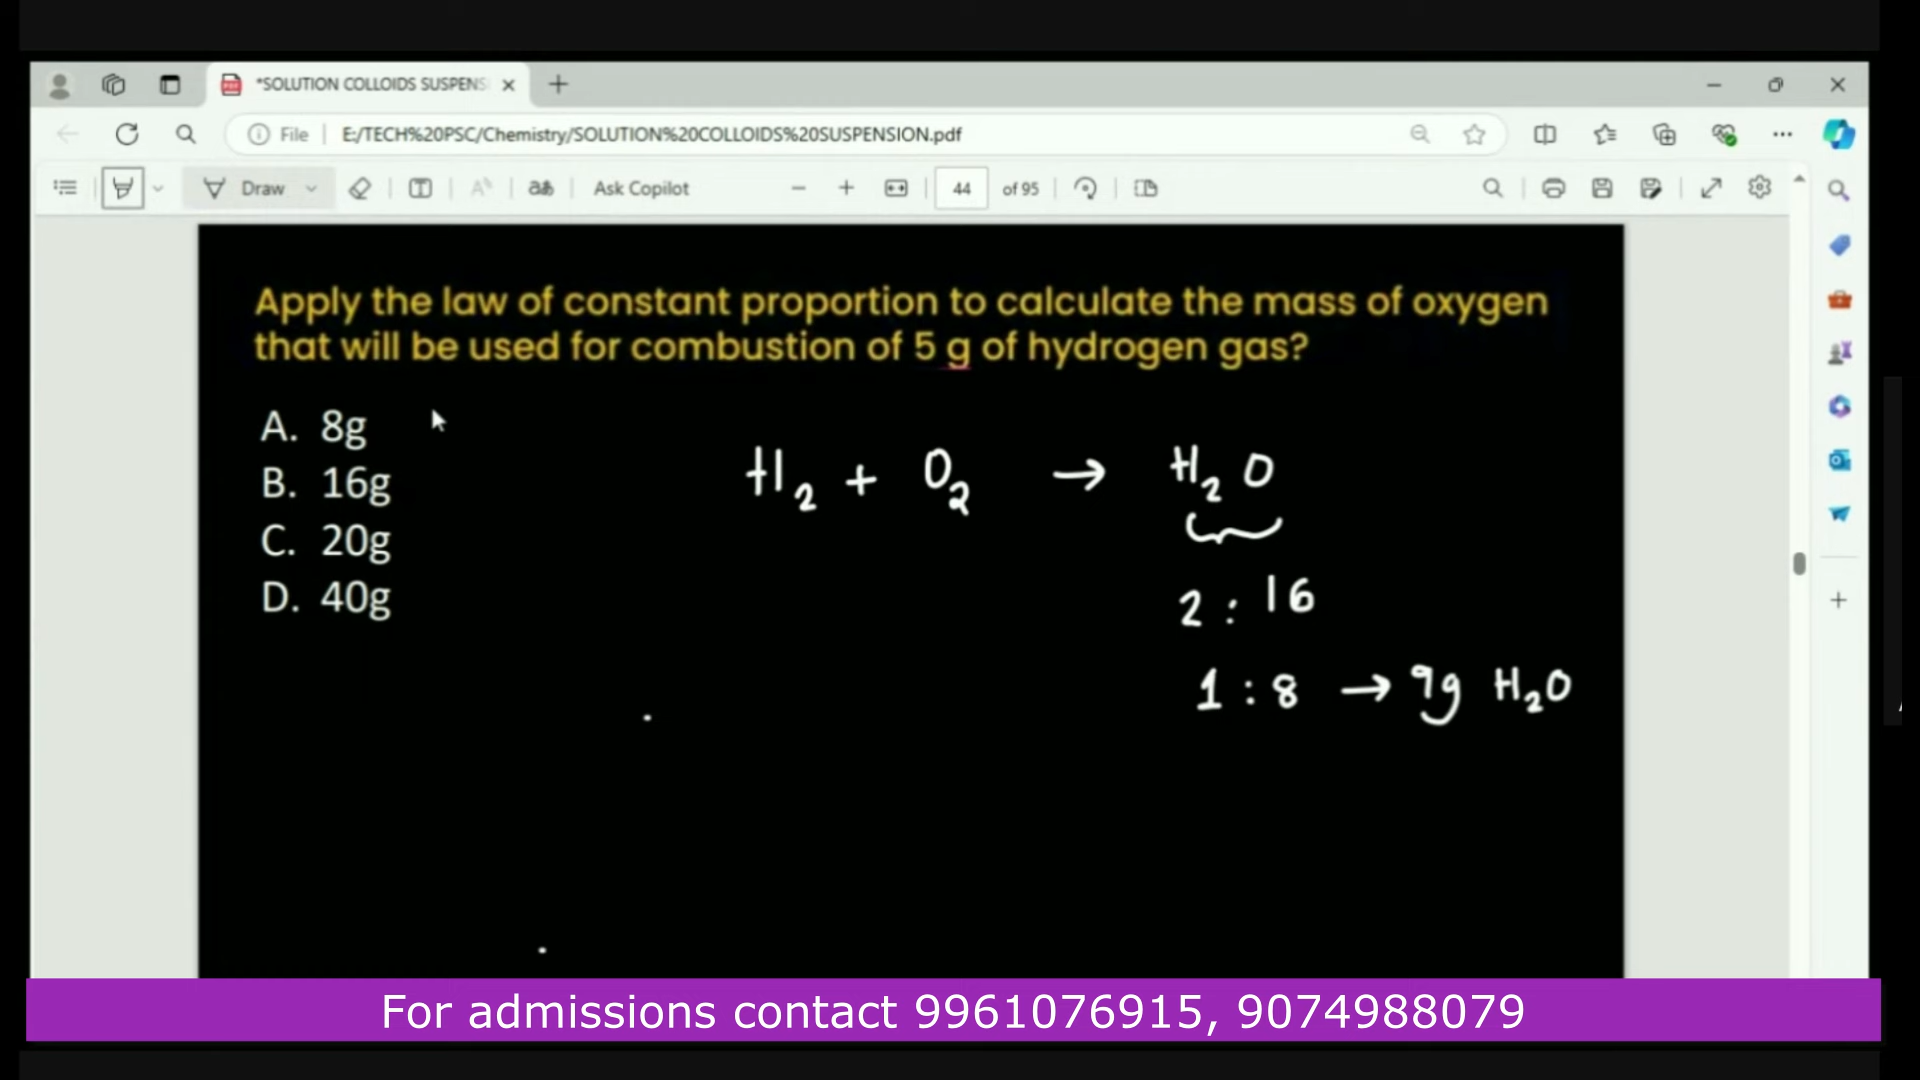 *SOLUTION COLLOIDS SUSPENS
File E:/TECH%20PSC/Chemistry/SOLUTION%20COLLOIDS%20SUSPENSION.pdf
Draw Ask Copilot 44 of 95
Apply the law of constant proportion to calculate the mass of oxygen
that will be used for combustion of 5 g of hydrogen gas?
A. 8g
B. 16g
C. 20g
D. 40g
H₂ + O₂ → H₂O
2 : 16
1 : 8 → 9g H₂O
For admissions contact 9961076915, 9074988079